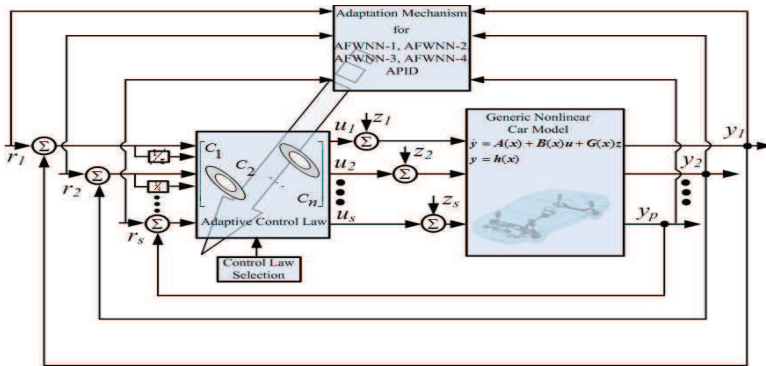 Adaptation Mechanism
for
AFWNN-1, AFWNN-2
AFWNN-3, AFWNN-4
APID
r1
Σ
r2
Σ
rs
Σ
C1
C2
Cn
Adaptive Control Law
Control Law
Selection
u1
Σ
z1
u2
Σ
z2
us
Σ
zs
Generic Nonlinear
Car Model
ẏ = A(x) + B(x)u + G(x)z
y = h(x)
y1
y2
yp